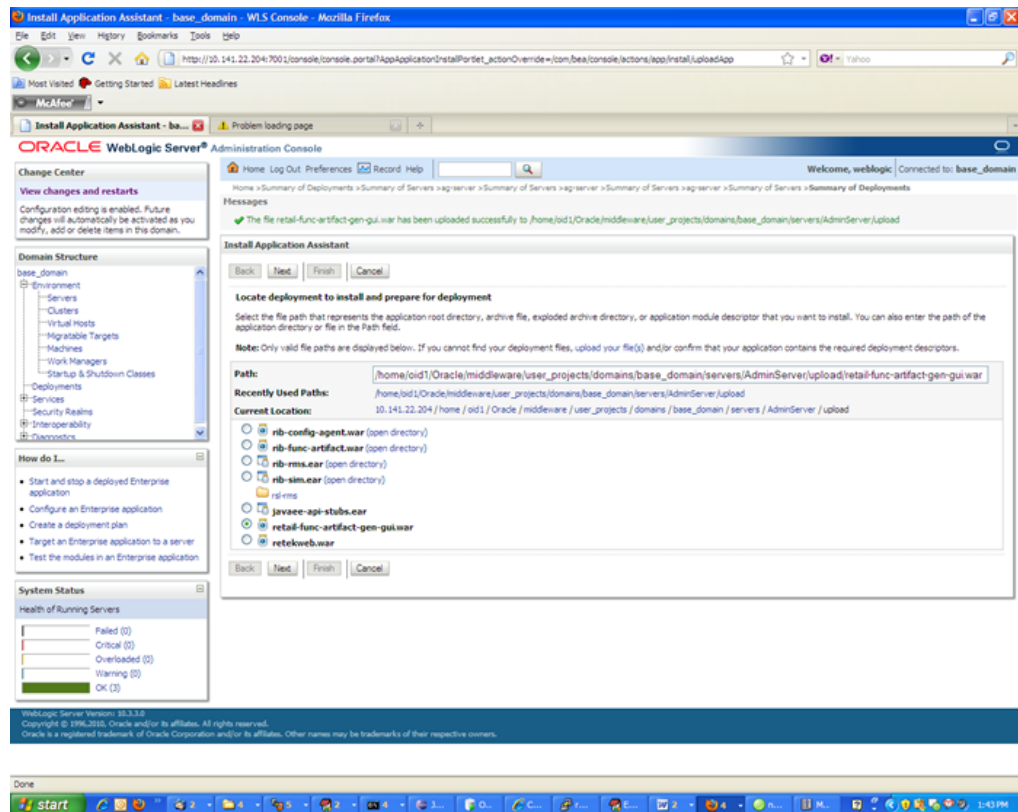 Install Application Assistant - base_domain - WLS Console - Mozilla Firefox
File Edit View History Bookmarks Tools Help
http://10.141.22.204:7001/console/console.portal?AppApplicationInstallPortlet_actionOverride=/com/bea/console/actions/app/install/uploadApp
Yahoo
Most Visited Getting Started Latest Headlines
McAfee
Install Application Assistant - ba... Problem loading page
ORACLE WebLogic Server® Administration Console
Change Center
View changes and restarts
Configuration editing is enabled. Future
changes will automatically be activated as you
modify, add or delete items in this domain.
Domain Structure
base_domain
Environment
Servers
Clusters
Virtual Hosts
Migratable Targets
Machines
Work Managers
Startup & Shutdown Classes
Deployments
Services
Security Realms
Interoperability
Diagnostics
How do I...
Start and stop a deployed Enterprise
application
Configure an Enterprise application
Create a deployment plan
Target an Enterprise application to a server
Test the modules in an Enterprise application
System Status
Health of Running Servers
Failed (0)
Critical (0)
Overloaded (0)
Warning (0)
OK (3)
Home Log Out Preferences Record Help
Welcome, weblogic Connected to: base_domain
Home >Summary of Deployments >Summary of Servers >ag-server >Summary of Servers >ag-server >Summary of Servers >ag-server >Summary of Servers >Summary of Deployments
Messages
The file retail-func-artifact-gen-gui.war has been uploaded successfully to /home/oid1/Oracle/middleware/user_projects/domains/base_domain/servers/AdminServer/upload
Install Application Assistant
Back Next Finish Cancel
Locate deployment to install and prepare for deployment
Select the file path that represents the application root directory, archive file, exploded archive directory, or application module descriptor that you want to install. You can also enter the path of the
application directory or file in the Path field.
Note: Only valid file paths are displayed below. If you cannot find your deployment files, upload your file(s) and/or confirm that your application contains the required deployment descriptors.
Path: /home/oid1/Oracle/middleware/user_projects/domains/base_domain/servers/AdminServer/upload/retail-func-artifact-gen-gui.war
Recently Used Paths: /home/oid1/Oracle/middleware/user_projects/domains/base_domain/servers/AdminServer/upload
Current Location: 10.141.22.204 / home / oid1 / Oracle / middleware / user_projects / domains / base_domain / servers / AdminServer / upload
rib-config-agent.war (open directory)
rib-func-artifact.war (open directory)
rib-rms.ear (open directory)
rib-sim.ear (open directory)
rsl-rms
javaee-api-stubs.ear
retail-func-artifact-gen-gui.war
retekweb.war
Back Next Finish Cancel
WebLogic Server Version: 10.3.3.0
Copyright © 1996,2010, Oracle and/or its affiliates. All rights reserved.
Oracle is a registered trademark of Oracle Corporation and/or its affiliates. Other names may be trademarks of their respective owners.
Done
start 2 4 5 2 4 J... O.. C... r... E... 2 4 n... M.. 1:43 PM